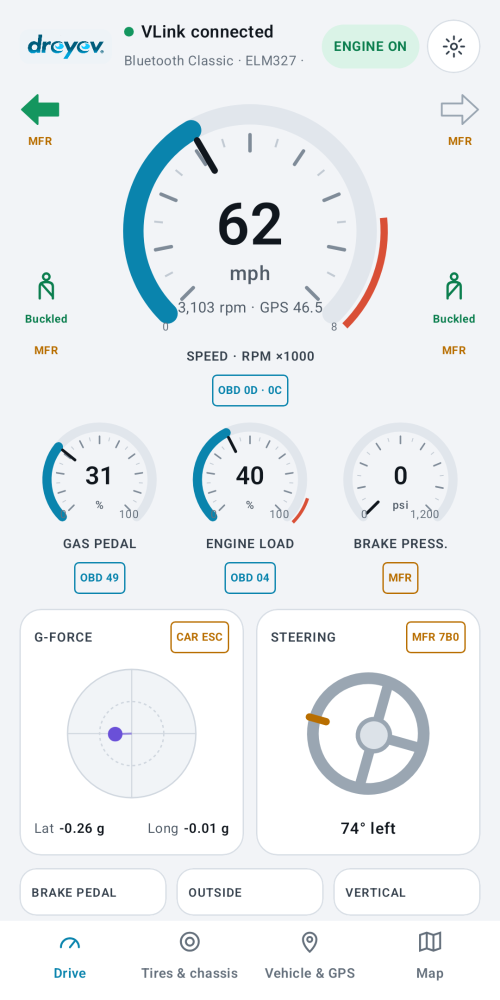 dreyev.
VLink connected
Bluetooth Classic · ELM327 ·
ENGINE ON
MFR
MFR
62
mph
3,103 rpm · GPS 46.5
0
8
Buckled
Buckled
MFR
MFR
SPEED · RPM ×1000
OBD 0D · 0C
31
%
0
100
40
%
0
100
0
psi
0
1,200
GAS PEDAL
ENGINE LOAD
BRAKE PRESS.
OBD 49
OBD 04
MFR
G-FORCE
CAR ESC
STEERING
MFR 7B0
Lat -0.26 g
Long -0.01 g
74° left
BRAKE PEDAL
OUTSIDE
VERTICAL
Drive
Tires & chassis
Vehicle & GPS
Map